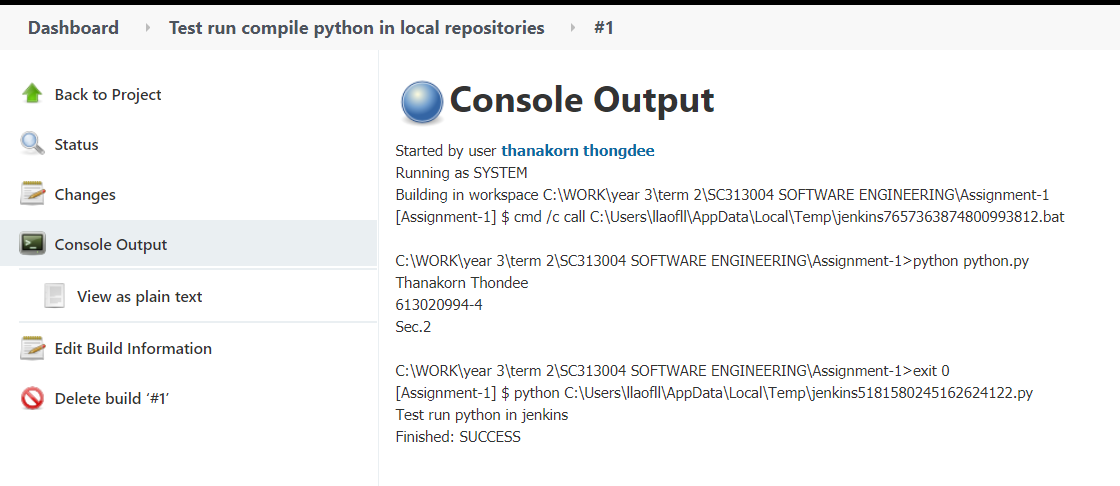 Dashboard Test run compile python in local repositories #1
Back to Project
Status
Changes
Console Output
View as plain text
Edit Build Information
Delete build ‘#1’
Console Output
Started by user thanakorn thongdee
Running as SYSTEM
Building in workspace C:\WORK\year 3\term 2\SC313004 SOFTWARE ENGINEERING\Assignment-1
[Assignment-1] $ cmd /c call C:\Users\llaofll\AppData\Local\Temp\jenkins7657363874800993812.bat
C:\WORK\year 3\term 2\SC313004 SOFTWARE ENGINEERING\Assignment-1>python python.py
Thanakorn Thondee
613020994-4
Sec.2
C:\WORK\year 3\term 2\SC313004 SOFTWARE ENGINEERING\Assignment-1>exit 0
[Assignment-1] $ python C:\Users\llaofll\AppData\Local\Temp\jenkins5181580245162624122.py
Test run python in jenkins
Finished: SUCCESS